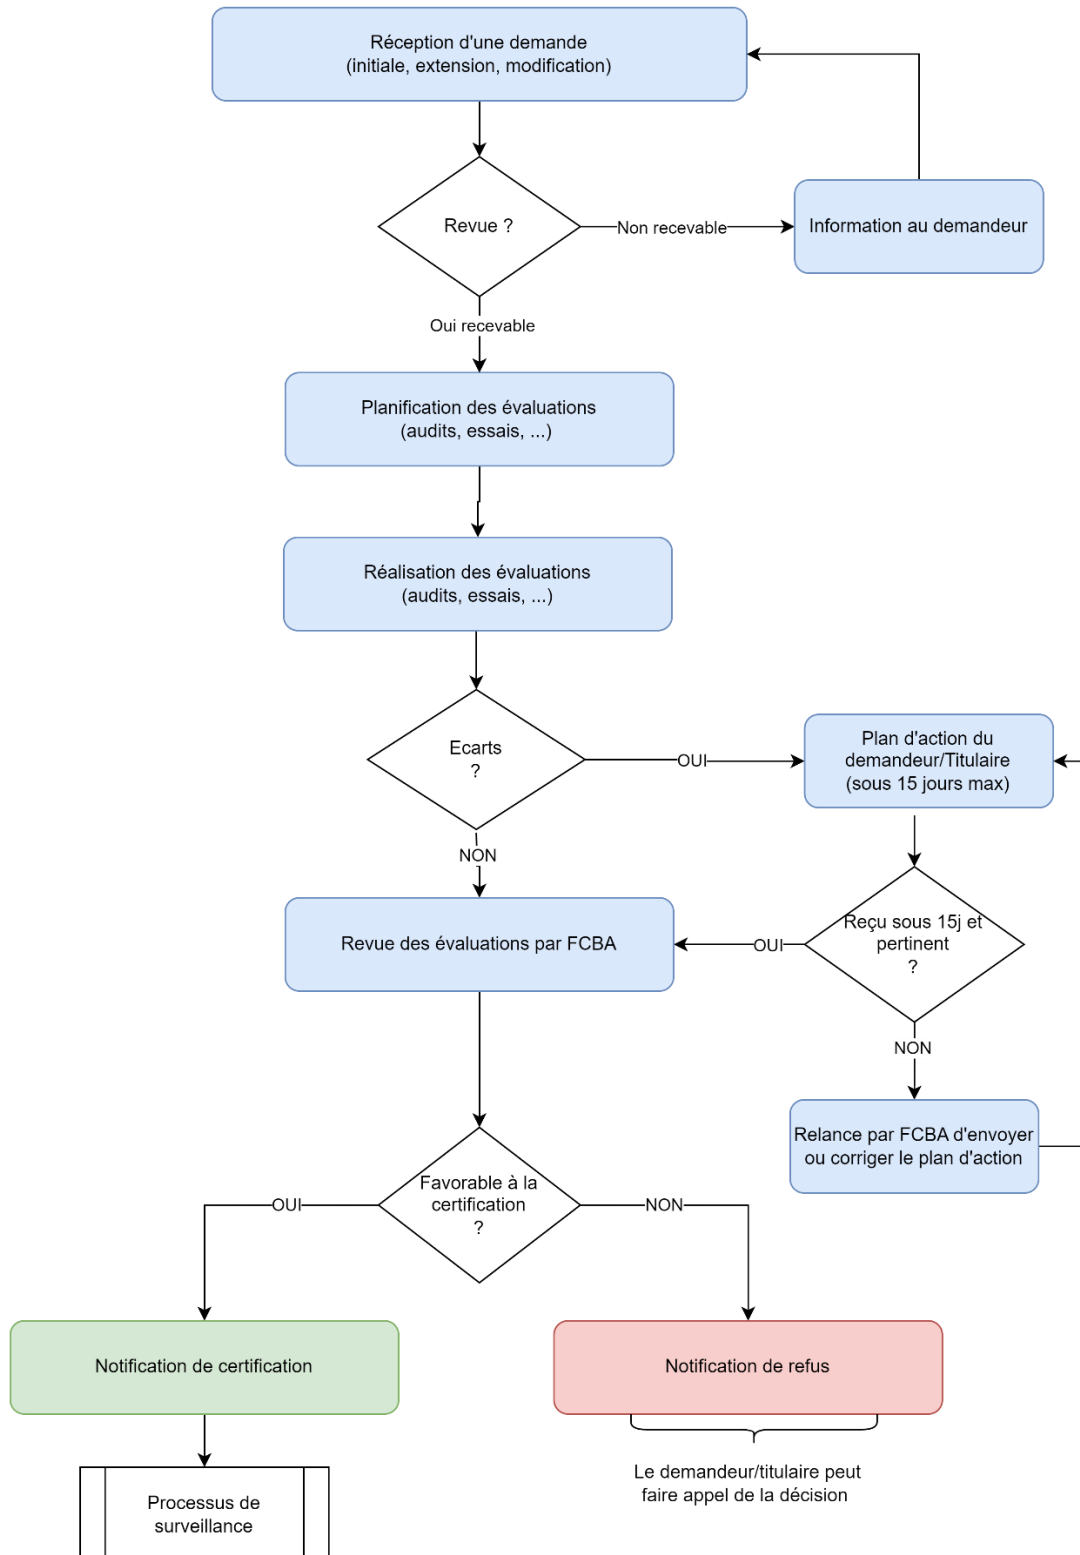 Réception d'une demande
(initiale, extension, modification)
Revue ?
Non recevable
Information au demandeur
Oui recevable
Planification des évaluations
(audits, essais, ...)
Réalisation des évaluations
(audits, essais, ...)
Ecarts
?
OUI
Plan d'action du
demandeur/Titulaire
(sous 15 jours max)
NON
Revue des évaluations par FCBA
OUI
Reçu sous 15j et
pertinent
?
NON
Relance par FCBA d'envoyer
ou corriger le plan d'action
Favorable à la
certification
?
OUI
NON
Notification de certification
Notification de refus
Le demandeur/titulaire peut
faire appel de la décision
Processus de
surveillance